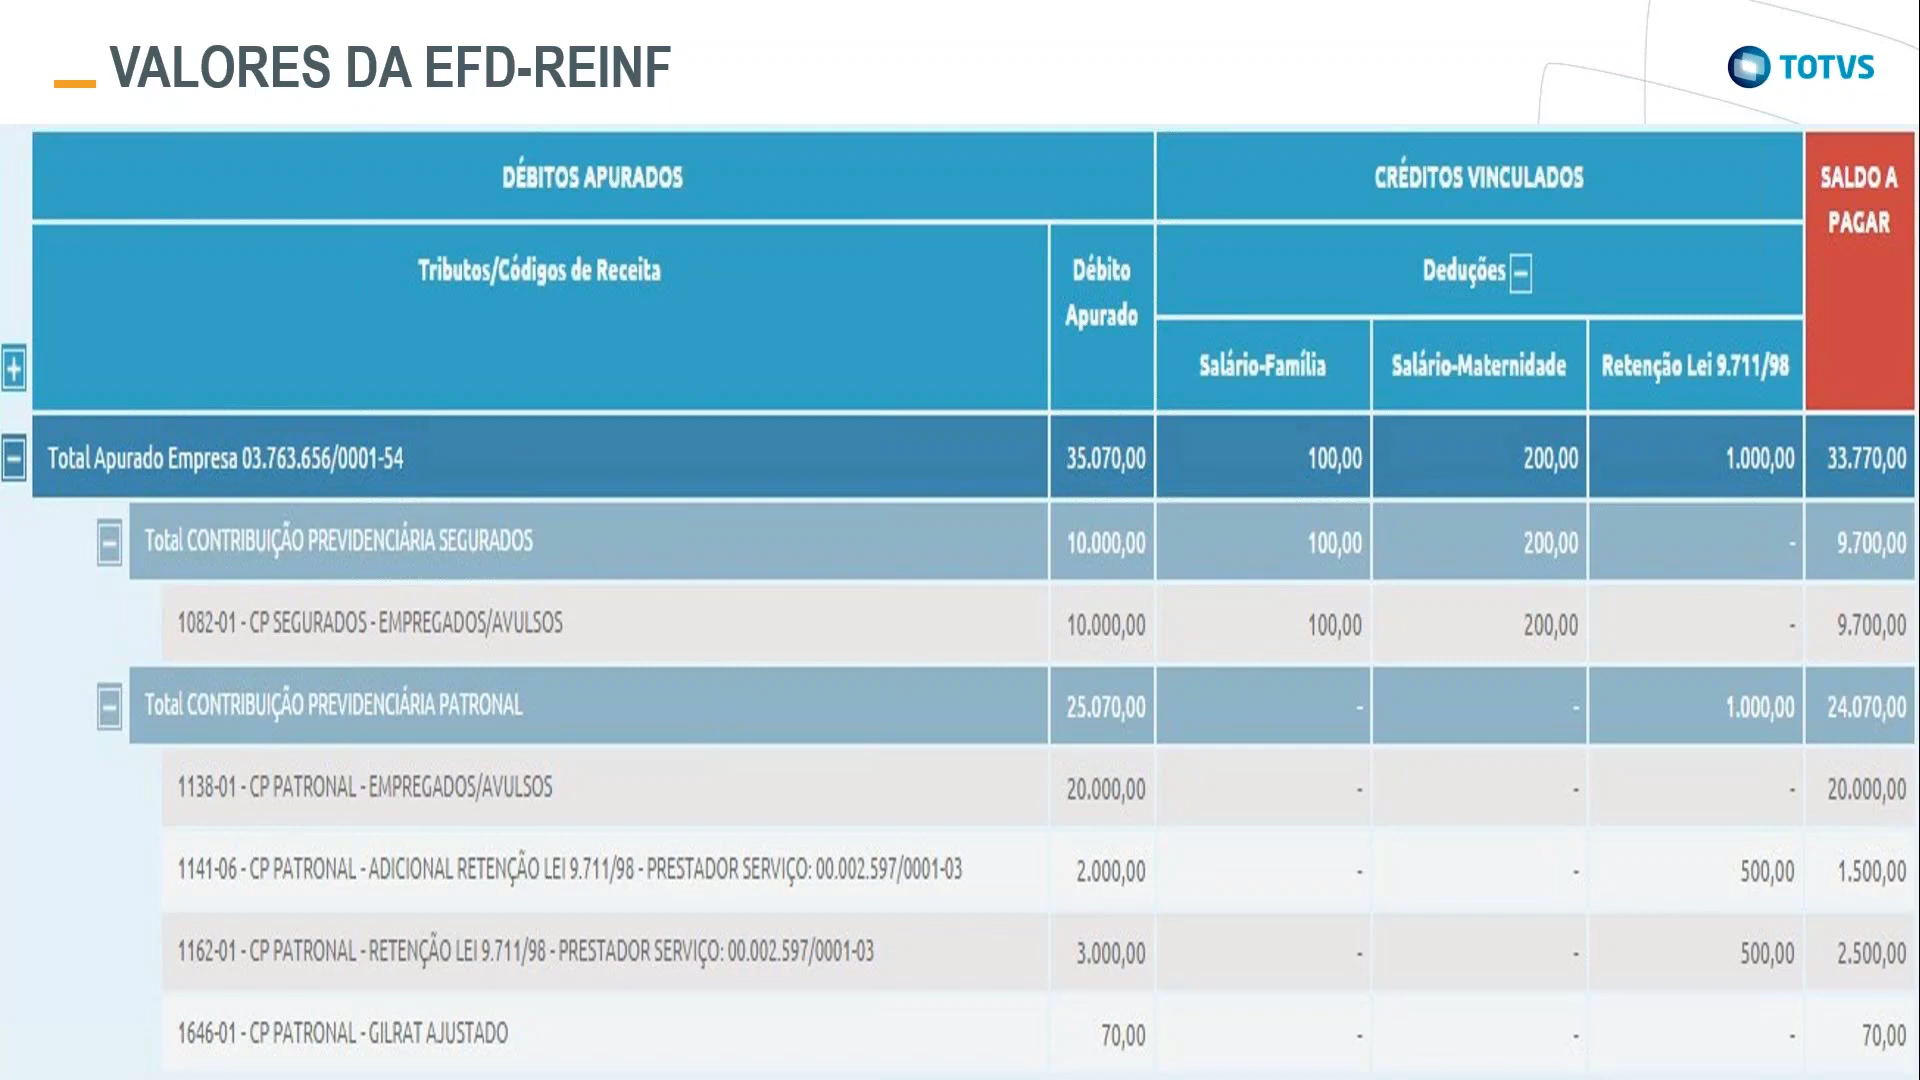 VALORES DA EFD-REINF
TOTVS
DÉBITOS APURADOS CRÉDITOS VINCULADOS SALDO A
PAGAR
Tributos/Códigos de Receita Débito Deduções
Apurado
Salário-Família Salário-Maternidade Retenção Lei 9.711/98
Total Apurado Empresa 03.763.656/0001-54 35.070,00 100,00 200,00 1.000,00 33.770,00
Total CONTRIBUIÇÃO PREVIDENCIÁRIA SEGURADOS 10.000,00 100,00 200,00 - 9.700,00
1082-01 - CP SEGURADOS - EMPREGADOS/AVULSOS 10.000,00 100,00 200,00 - 9.700,00
Total CONTRIBUIÇÃO PREVIDENCIÁRIA PATRONAL 25.070,00 - - 1.000,00 24.070,00
1138-01 - CP PATRONAL - EMPREGADOS/AVULSOS 20.000,00 - - - 20.000,00
1141-06 - CP PATRONAL - ADICIONAL RETENÇÃO LEI 9.711/98 - PRESTADOR SERVIÇO: 00.002.597/0001-03 2.000,00 - - 500,00 1.500,00
1162-01 - CP PATRONAL - RETENÇÃO LEI 9.711/98 - PRESTADOR SERVIÇO: 00.002.597/0001-03 3.000,00 - - 500,00 2.500,00
1646-01 - CP PATRONAL - GILRAT AJUSTADO 70,00 - - - 70,00